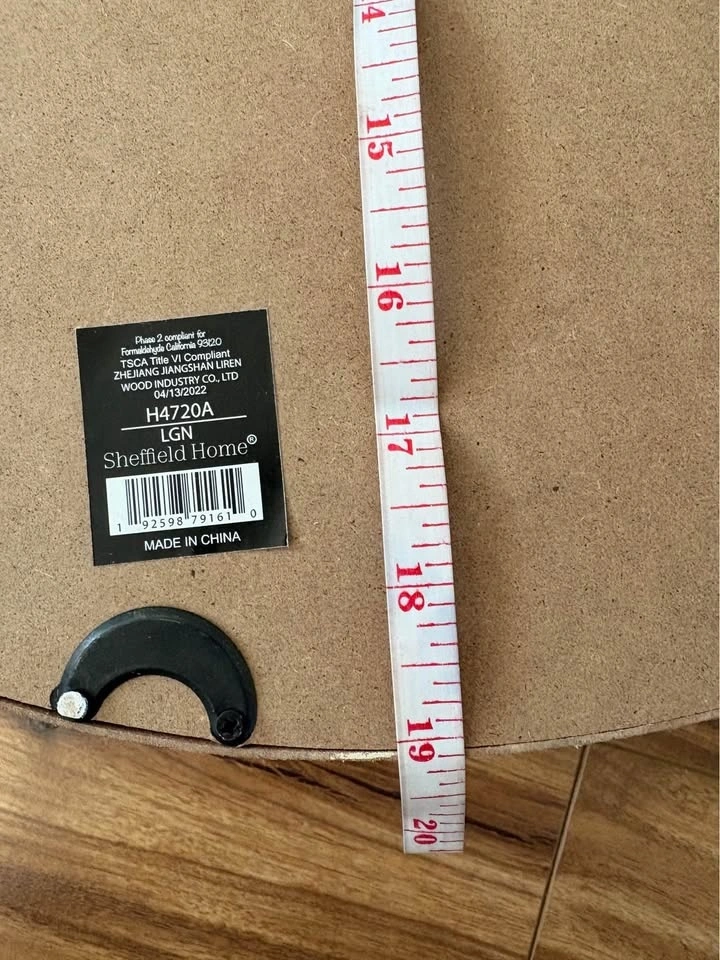 4
15
16
17
18
19
20
Phase 2 compliant for
Formaldehyde California 93120
TSCA Title VI Compliant
ZHEJIANG JIANGSHAN LIREN
WOOD INDUSTRY CO., LTD
04/13/2022
H4720A
LGN
Sheffield Home®
1 92598 79161 0
MADE IN CHINA